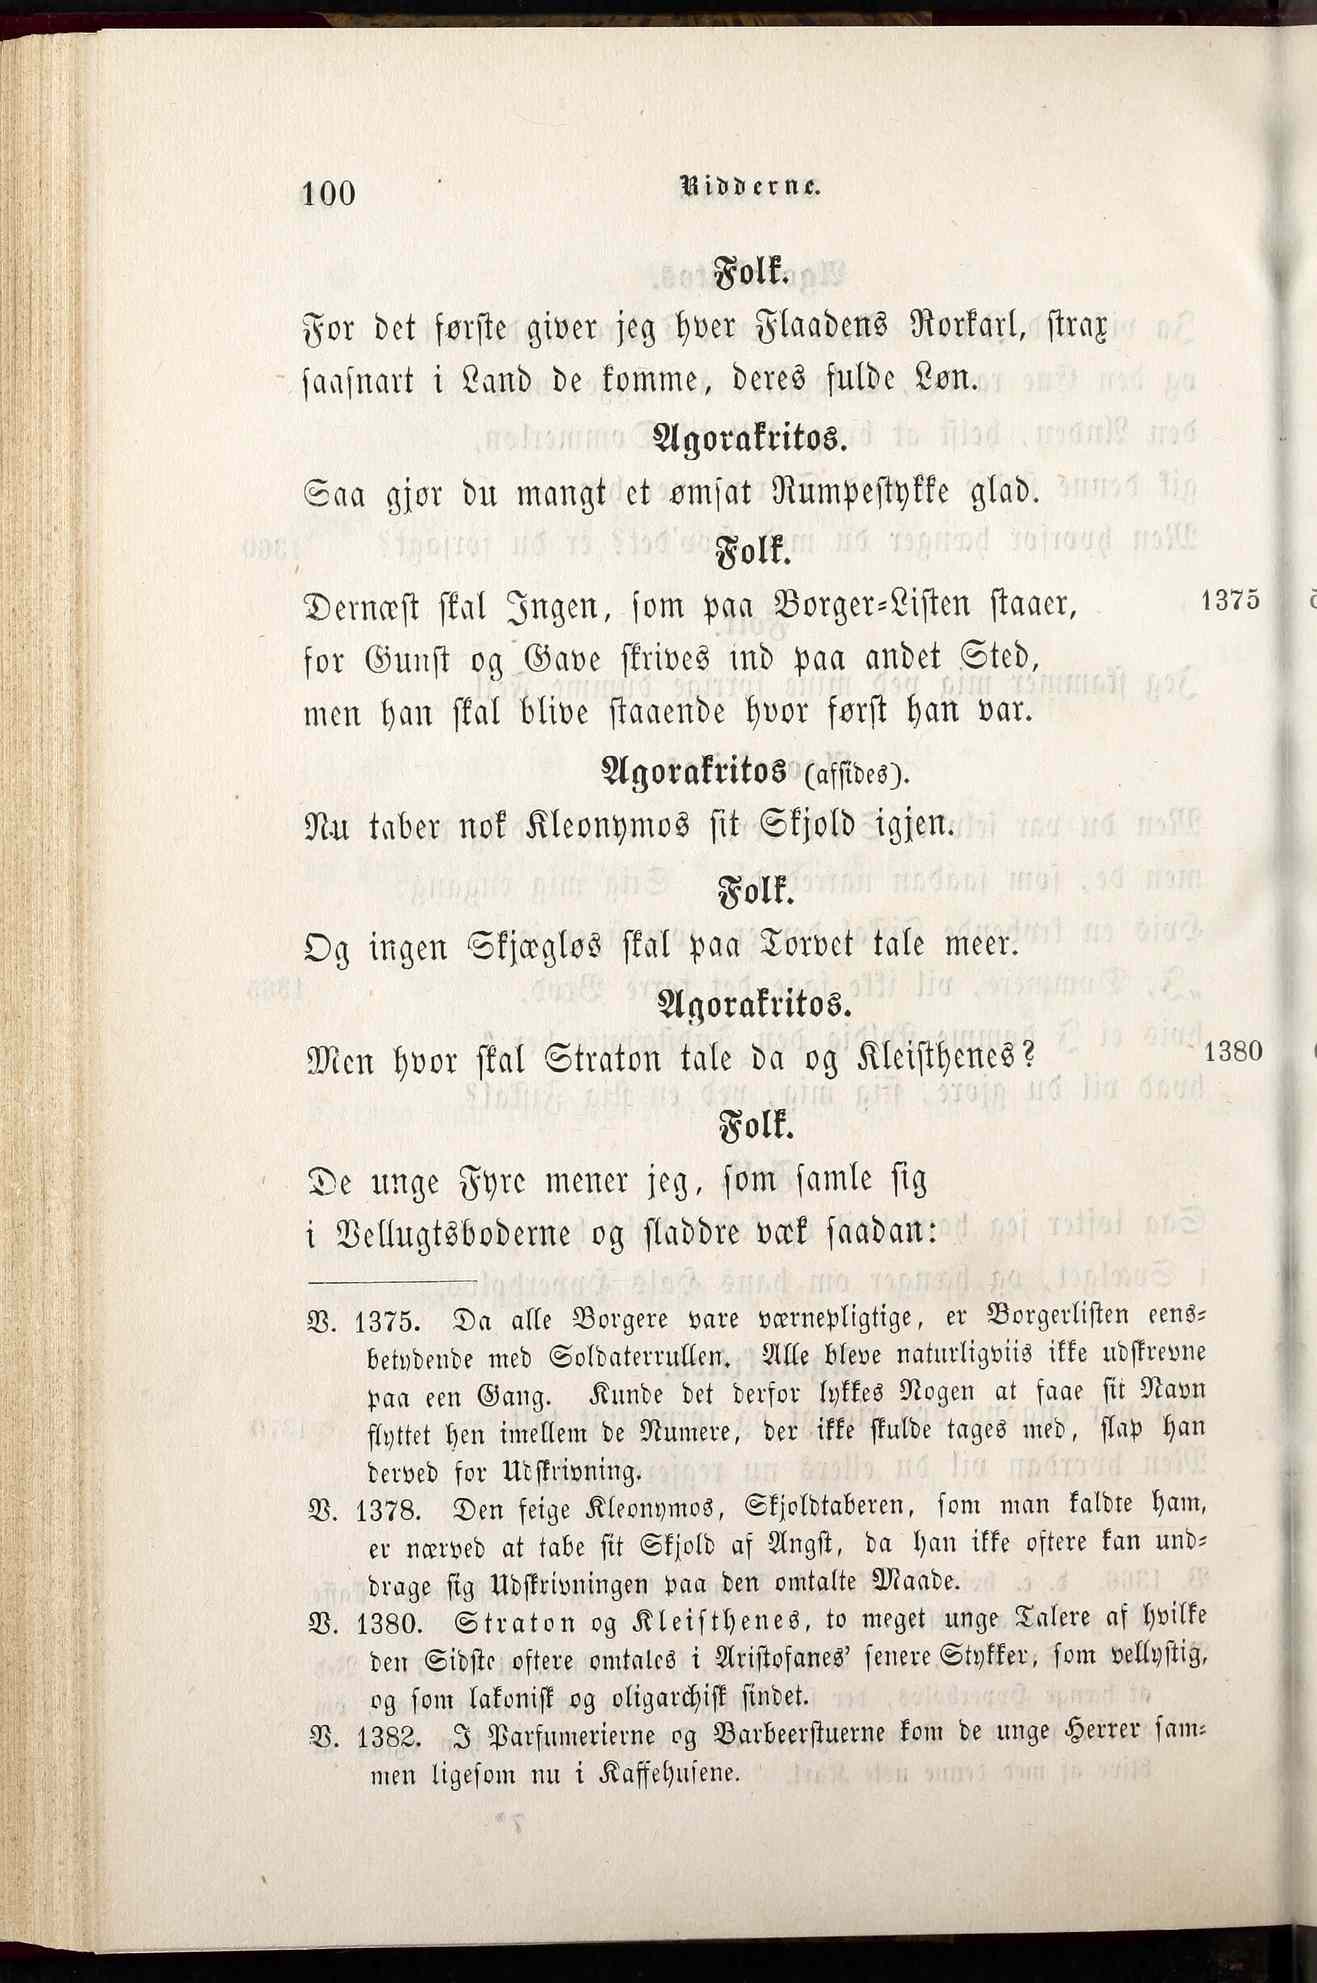 100
Ridderne.
Folk.
For det første giver jeg hver Flaadens Rorkarl, strax
saasnart i Land de komme, deres fulde Løn.
Agorakritos.
Saa gjør du mangt et ømsat Rumpestykke glad.
Folk.
Dernæst skal Ingen, som paa Borger-Listen staaer, 1375
for Gunst og Gave skrives ind paa andet Sted,
men han skal blive staaende hvor først han var.
Agorakritos (afsides).
Nu taber nok Kleonymos sit Skjold igjen.
Folk.
Og ingen Skjægløs skal paa Torvet tale meer.
Agorakritos.
Men hvor skal Straton tale da og Kleisthenes? 1380
Folk.
De unge Fyre mener jeg, som samle sig
i Vellugtsboderne og sladdre væk saadan:
V. 1375. Da alle Borgere vare værnepligtige, er Borgerlisten eens-
betydende med Soldaterrullen. Alle bleve naturligviis ikke udskrevne
paa een Gang. Kunde det derfor lykkes Nogen at faae sit Navn
flyttet hen imellem de Numere, der ikke skulde tages med, slap han
derved for Udskrivning.
V. 1378. Den feige Kleonymos, Skjoldtaberen, som man kaldte ham,
er nærved at tabe sit Skjold af Angst, da han ikke oftere kan und-
drage sig Udskrivningen paa den omtalte Maade.
V. 1380. Straton og Kleisthenes, to meget unge Talere af hvilke
den Sidste oftere omtales i Aristofanes' senere Stykker, som vellystig,
og som lakonisk og oligarchisk sindet.
V. 1382. I Parfumerierne og Barbeerstuerne kom de unge Herrer sam-
men ligesom nu i Kaffehusene.